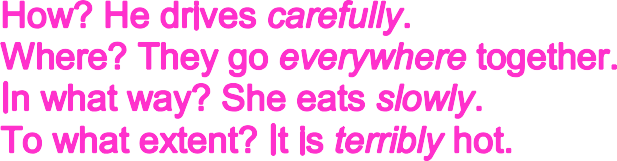 How? He drives carefully.
Where? They go everywhere together.
In what way? She eats slowly.
To what extent? It is terribly hot.